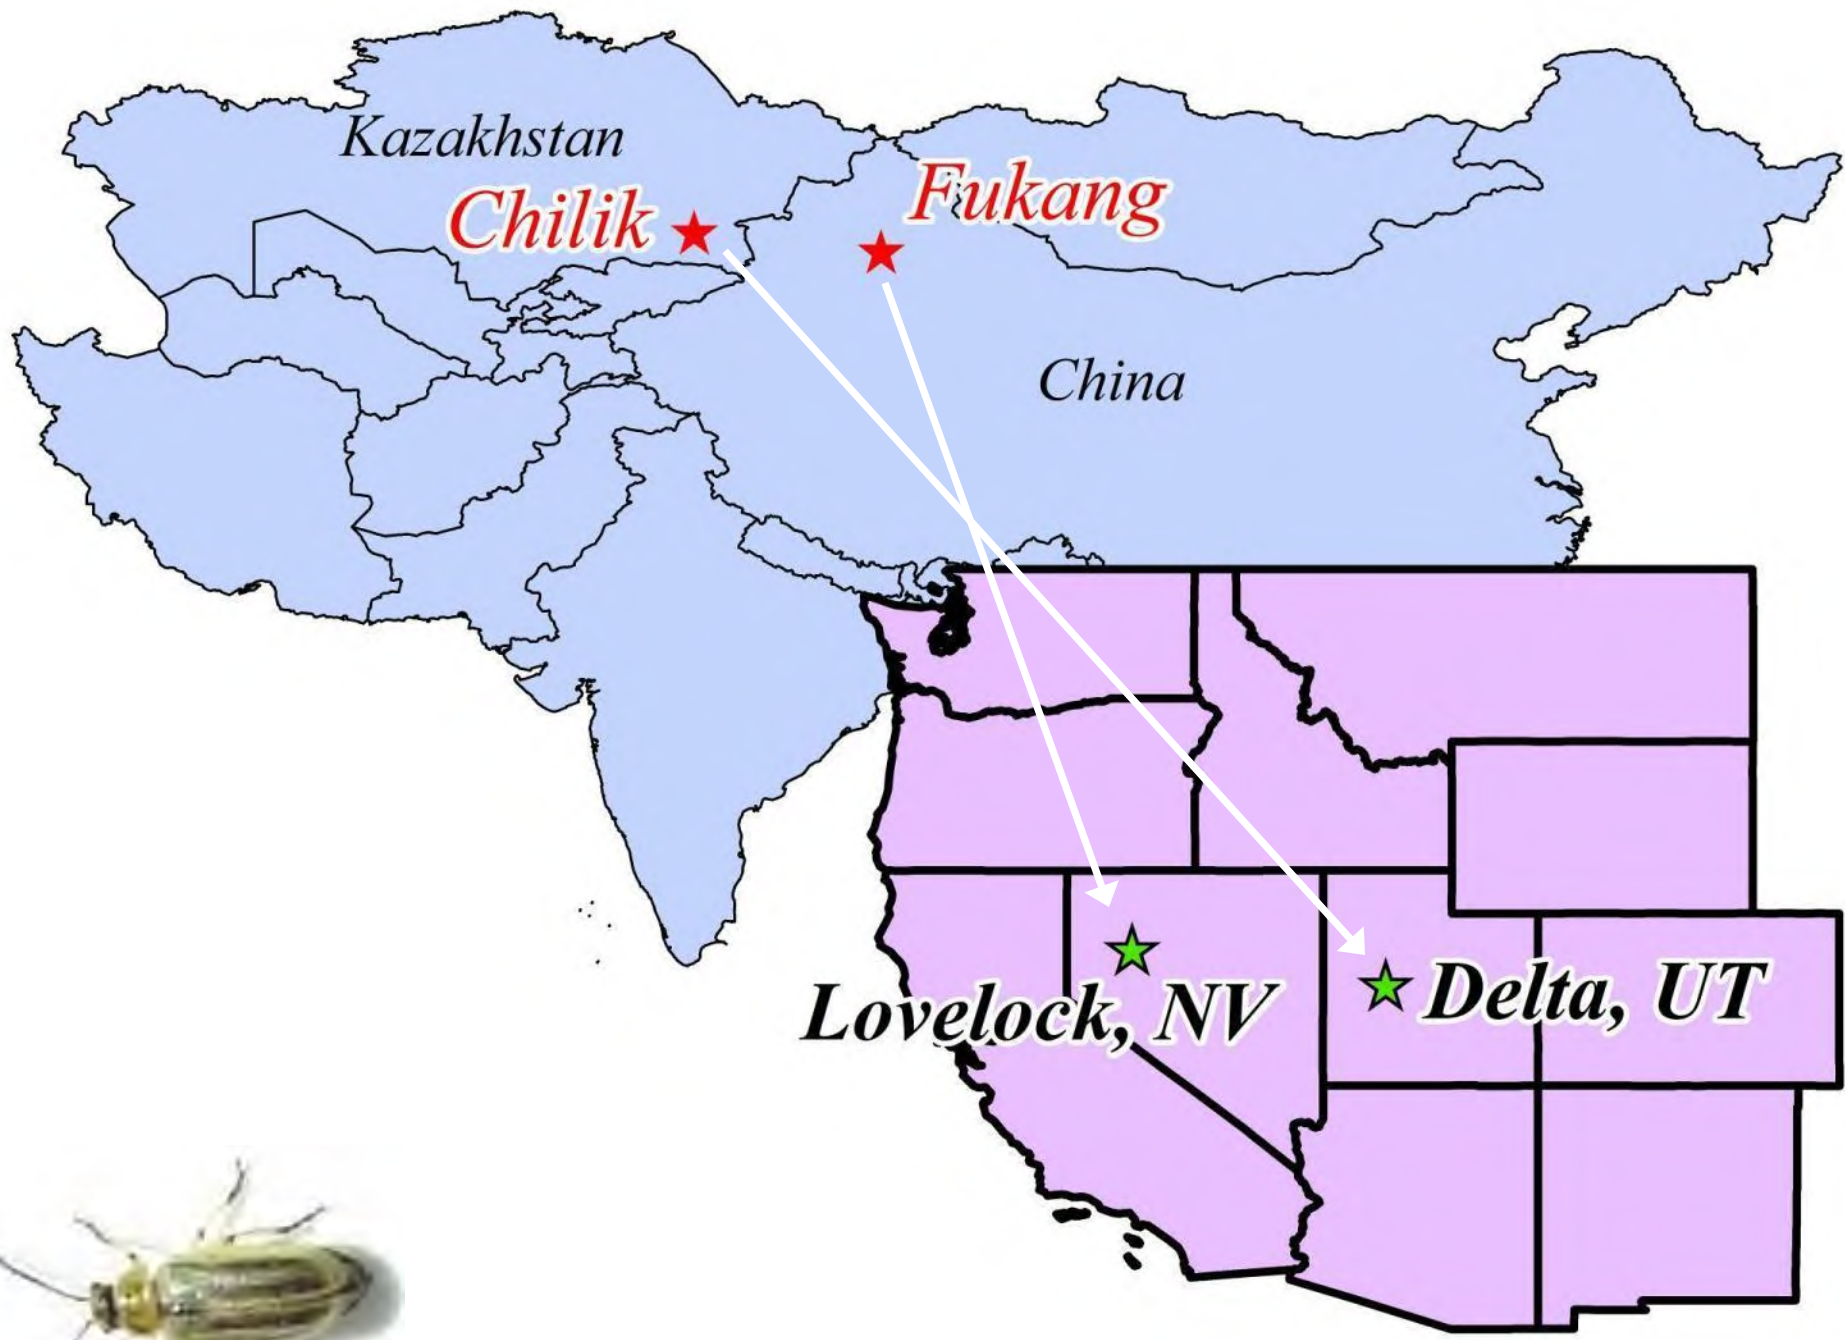 Kazakhstan
Chilik
Fukang
China
Lovelock, NV
Delta, UT